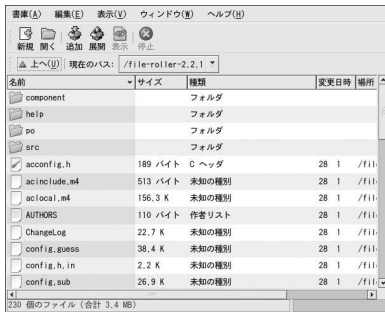 書庫(A) 編集(E) 表示(V) ウィンドウ(W) ヘルプ(H)
新規 開く 追加 展開 表示 停止
上へ(U) 現在のパス: /file-roller-2.2.1
名前 サイズ 種類 変更日時 場所
component フォルダ
help フォルダ
po フォルダ
src フォルダ
acconfig.h 189 バイト C ヘッダ 28 1 /fil
acinclude.m4 513 バイト 未知の種別 28 1 /fil
aclocal.m4 156.3 K 未知の種別 28 1 /fil
AUTHORS 110 バイト 作者リスト 28 1 /fil
ChangeLog 22.7 K 未知の種別 28 1 /fil
config.guess 38.4 K 未知の種別 28 1 /fil
config.h.in 2.2 K 未知の種別 28 1 /fil
config.sub 26.9 K 未知の種別 28 1 /fil
230 個のファイル (合計 3.4 MB)